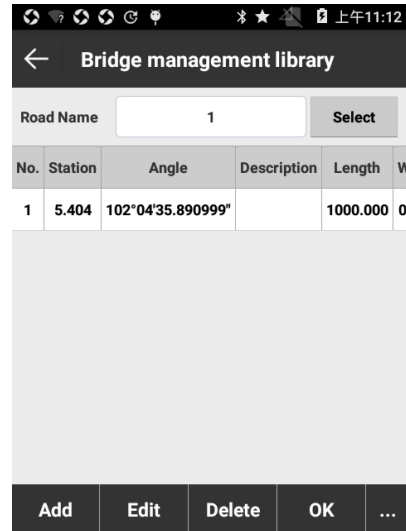 上午11:12
Bridge management library
Road Name 1 Select
No. Station Angle Description Length W
1 5.404 102°04'35.890999" 1000.000 0
Add Edit Delete OK ...